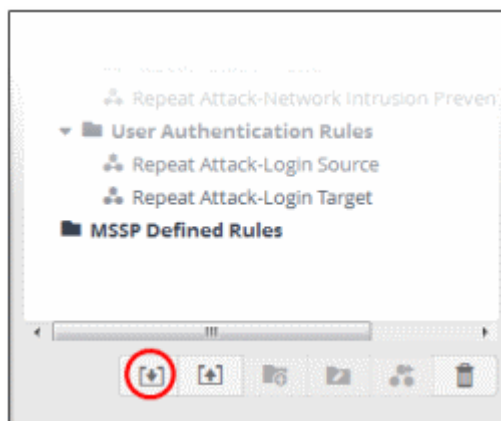 Repeat Attack-Network Intrusion Preven
User Authentication Rules
Repeat Attack-Login Source
Repeat Attack-Login Target
MSSP Defined Rules